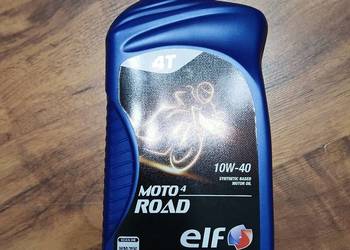 4T
10W-40
SYNTHETIC BASED
MOTOR OIL
MOTO 4
ROAD
elf